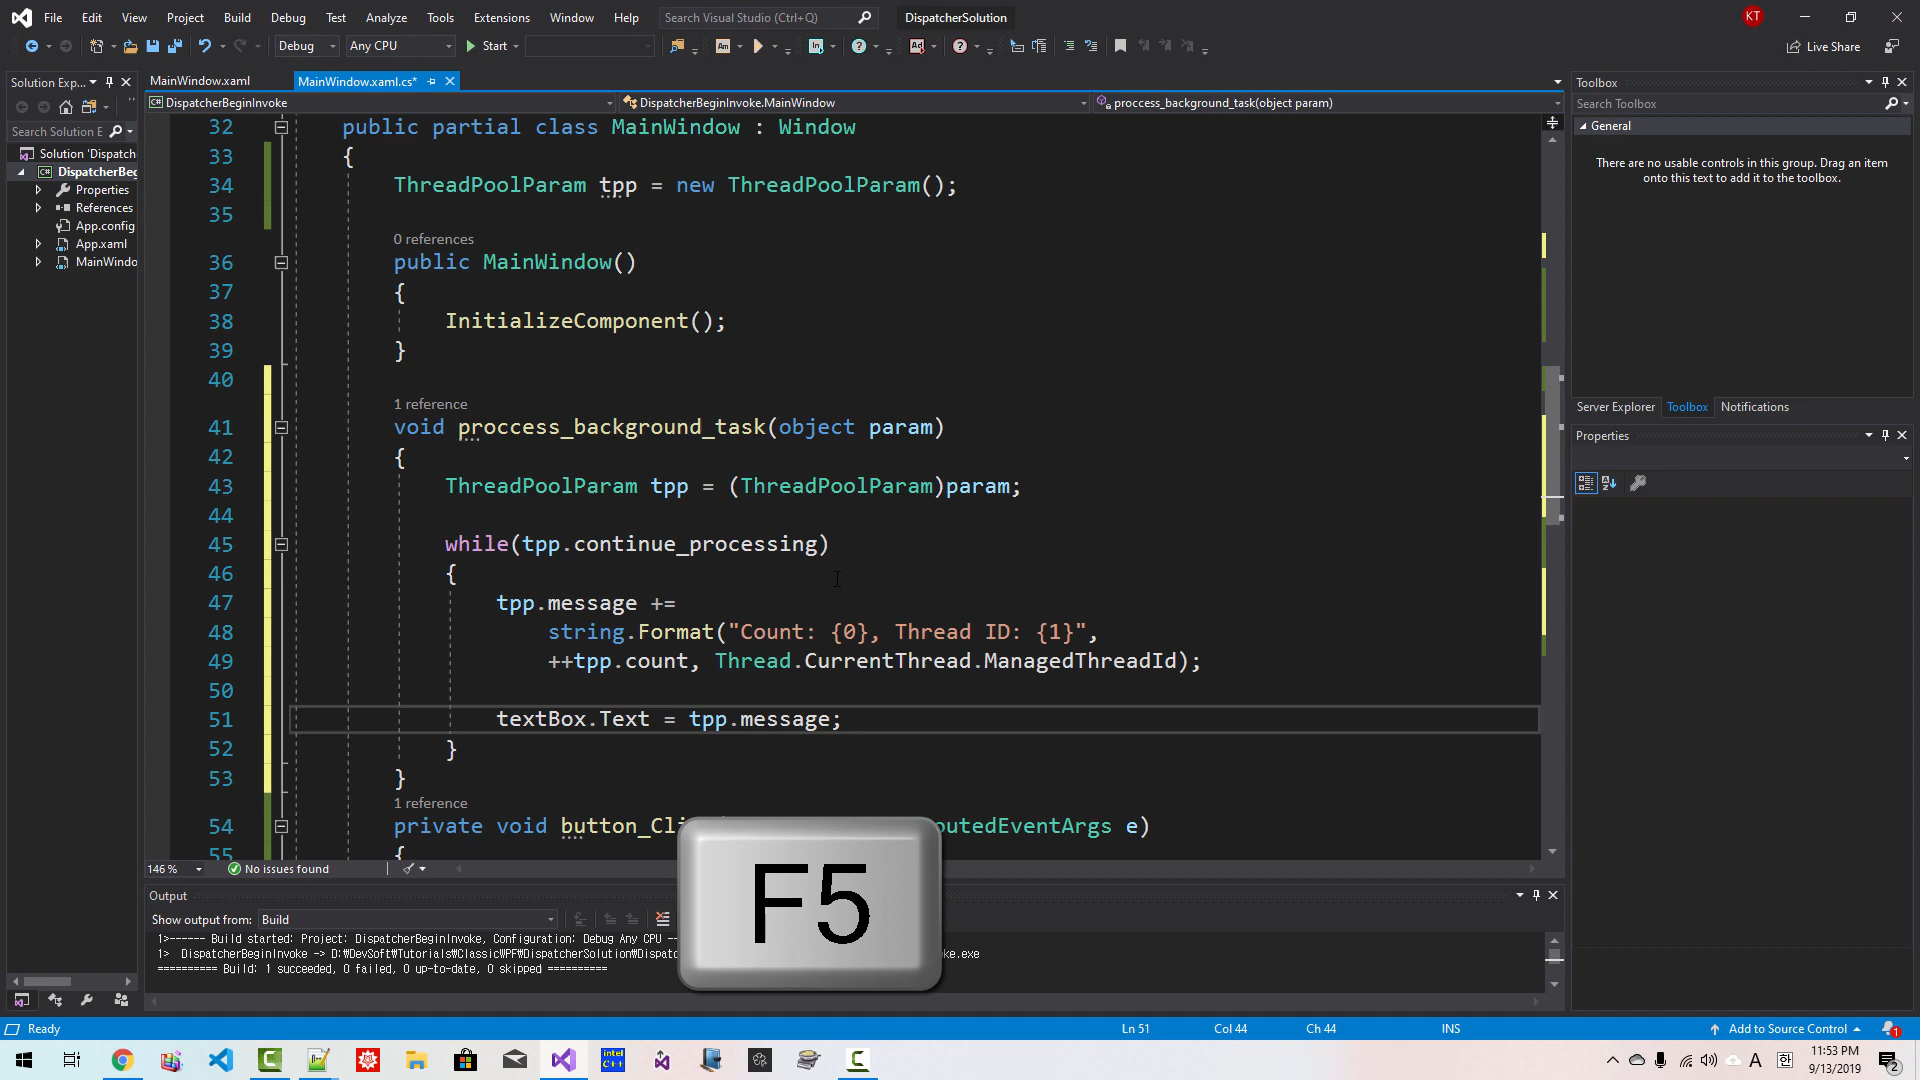 File Edit View Project Build Debug Test Analyze Tools Extensions Window Help Search Visual Studio (Ctrl+Q) DispatcherSolution KT
Debug Any CPU Start Live Share
Solution Exp...
Search Solution E
Solution 'Dispatch
DispatcherBeg
Properties
References
App.config
App.xaml
MainWindo
MainWindow.xaml MainWindow.xaml.cs*
DispatcherBeginInvoke DispatcherBeginInvoke.MainWindow proccess_background_task(object param)
32 public partial class MainWindow : Window
33 {
34 ThreadPoolParam tpp = new ThreadPoolParam();
35
0 references
36 public MainWindow()
37 {
38 InitializeComponent();
39 }
40
1 reference
41 void proccess_background_task(object param)
42 {
43 ThreadPoolParam tpp = (ThreadPoolParam)param;
44
45 while(tpp.continue_processing)
46 {
47 tpp.message +=
48 string.Format("Count: {0}, Thread ID: {1}",
49 ++tpp.count, Thread.CurrentThread.ManagedThreadId);
50
51 textBox.Text = tpp.message;
52 }
53 }
1 reference
54 private void button_Cli outedEventArgs e)
55 {
F5
146 % No issues found
Output
Show output from: Build
1>------ Build started: Project: DispatcherBeginInvoke, Configuration: Debug Any CPU --
1> DispatcherBeginInvoke -> D:₩DevSoft₩Tutorials₩ClassicWPF₩DispatcherSolution₩Dispatc ke.exe
========== Build: 1 succeeded, 0 failed, 0 up-to-date, 0 skipped ==========
Toolbox
Search Toolbox
General
There are no usable controls in this group. Drag an item
onto this text to add it to the toolbox.
Server Explorer Toolbox Notifications
Properties
Ready Ln 51 Col 44 Ch 44 INS Add to Source Control 1
intel
C++
A 한 11:53 PM
9/13/2019 2